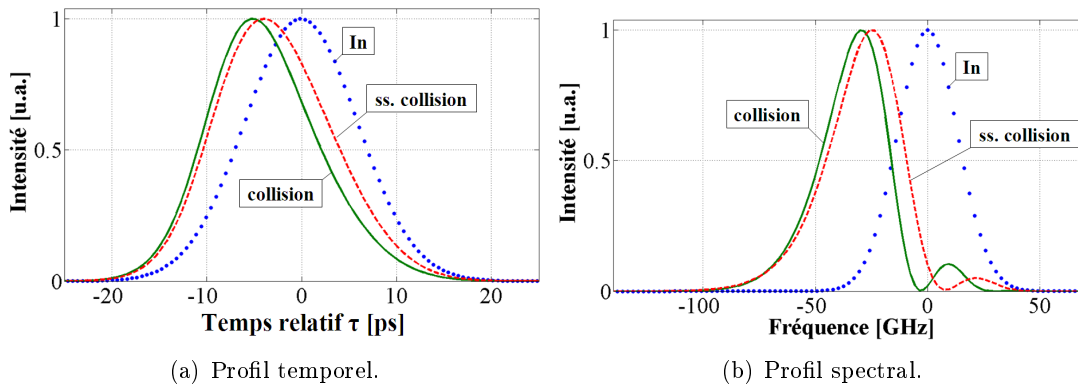 Intensité [u.a.]
1
0.5
0
In
ss. collision
collision
-20
-10
0
10
20
Temps relatif τ [ps]
(a) Profil temporel.
Intensité [u.a.]
1
0.5
0
In
collision
ss. collision
-100
-50
0
50
Fréquence [GHz]
(b) Profil spectral.